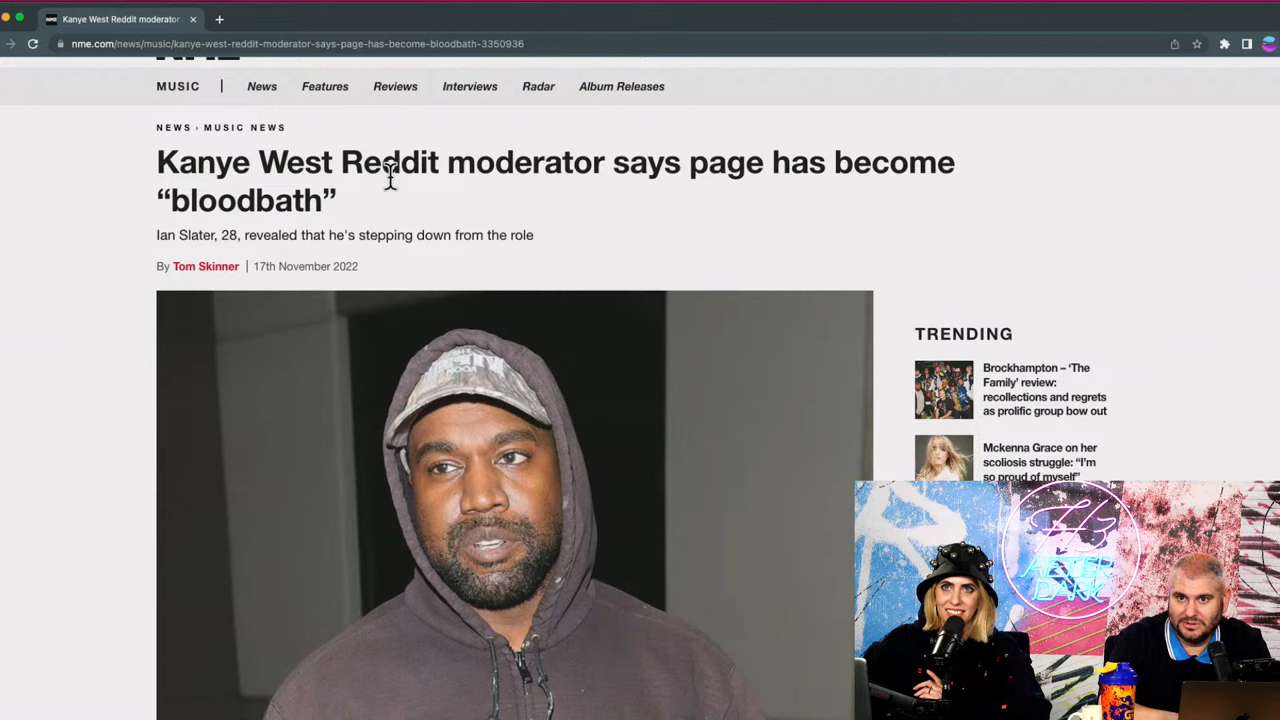 Kanye West Reddit moderator
nme.com/news/music/kanye-west-reddit-moderator-says-page-has-become-bloodbath-3350936
NME
MUSIC | News Features Reviews Interviews Radar Album Releases
NEWS › MUSIC NEWS
Kanye West Reddit moderator says page has become
“bloodbath”
Ian Slater, 28, revealed that he's stepping down from the role
By Tom Skinner | 17th November 2022
TRENDING
Brockhampton – ‘The
Family’ review:
recollections and regrets
as prolific group bow out
Mckenna Grace on her
scoliosis struggle: “I’m
so proud of myself”
H3
AFTER
DARK